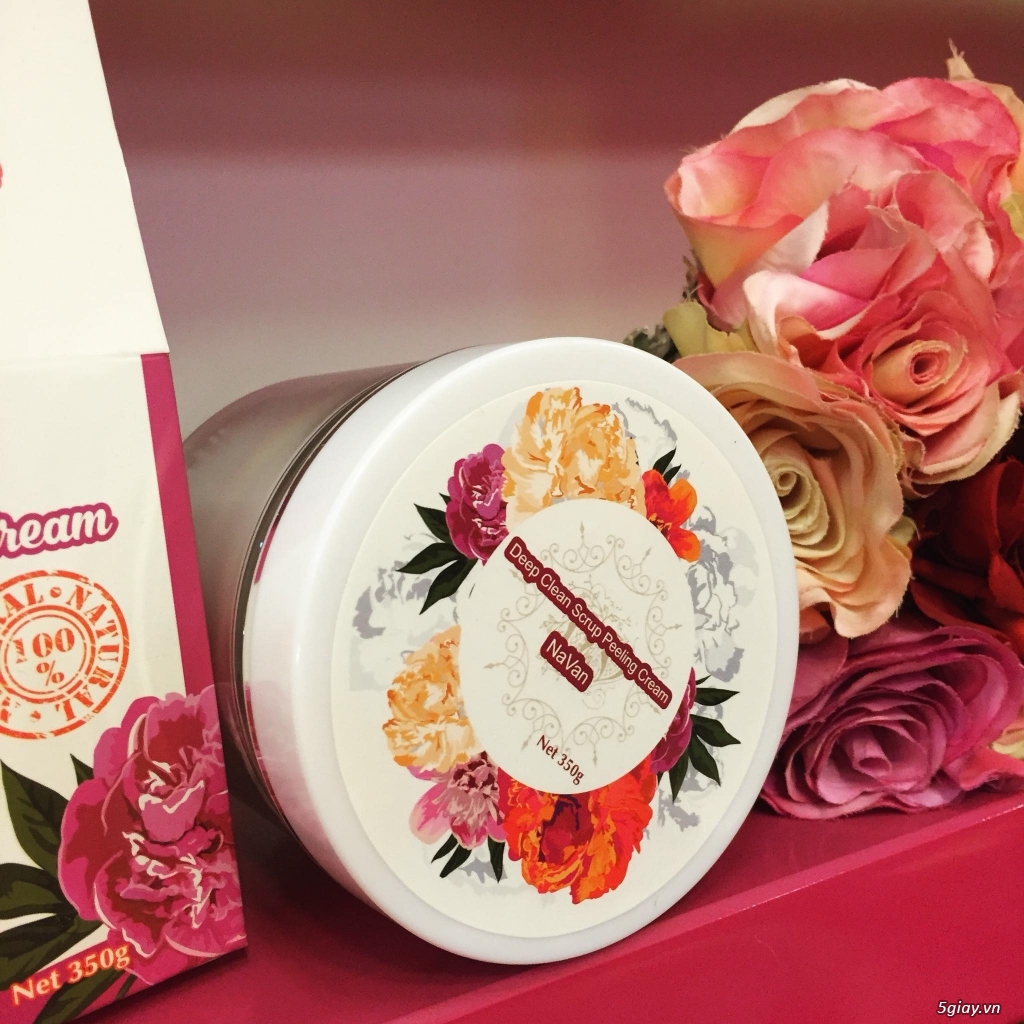 ream
NATURAL
100
%
Net 350g
Deep Clean Scrup Peeling Cream
NaVan
Net 350g
5giay.vn